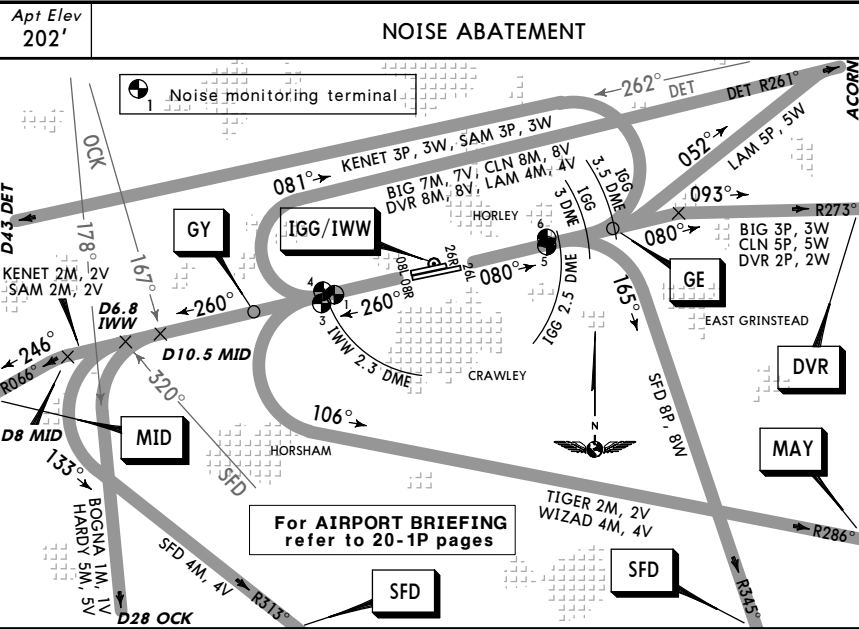 Apt Elev
202'
NOISE ABATEMENT
1 Noise monitoring terminal
262°
DET
DET R261°
ACORN
OCK
178°
167°
KENET 3P, 3W, SAM 3P, 3W
081°
BIG 7M, 7V, CLN 8M, 8V
DVR 8M, 8V, LAM 4M, 4V
IGG
3.5 DME
IGG
3 DME
052°
LAM 5P, 5W
D43 DET
GY
IGG/IWW
HORLEY
093°
R273°
080°
BIG 3P, 3W
CLN 5P, 5W
DVR 2P, 2W
6
5
26R
26L
08L
08R
080°
GE
KENET 2M, 2V
SAM 2M, 2V
260°
4
1
3
260°
IGG 2.5 DME
165°
EAST GRINSTEAD
D6.8
IWW
D10.5 MID
246°
R066°
IWW 2.3 DME
CRAWLEY
DVR
320°
SFD
D8 MID
MID
106°
N
SFD 8P, 8W
MAY
133°
HORSHAM
BOGNA 1M, 1V
HARDY 5M, 5V
TIGER 2M, 2V
WIZAD 4M, 4V
R286°
For AIRPORT BRIEFING
refer to 20-1P pages
SFD 4M, 4V
R313°
SFD
SFD
R345°
D28 OCK